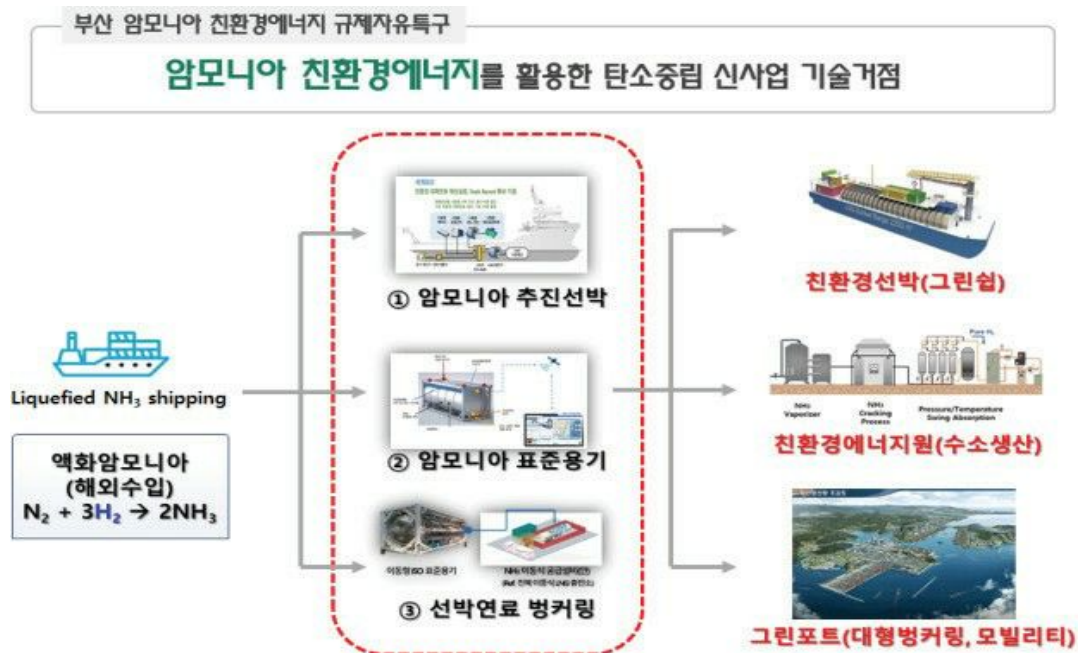 부산 암모니아 친환경에너지 규제자유특구
암모니아 친환경에너지를 활용한 탄소중립 신사업 기술거점
Liquefied NH₃ shipping
액화암모니아
(해외수입)
N₂ + 3H₂ → 2NH₃
① 암모니아 추진선박
② 암모니아 표준용기
이동형ISO 표준용기
③ 선박연료 벙커링
친환경선박(그린쉽)
Pure H₂
NH₃
Vaporizer
NH₃
Cracking
Process
Pressure/Temperature
Swing Absorption
친환경에너지원(수소생산)
그린포트(대형벙커링, 모빌리티)